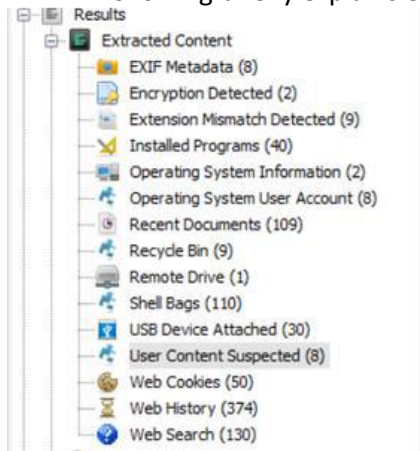 Results
Extracted Content
EXIF Metadata (8)
Encryption Detected (2)
Extension Mismatch Detected (9)
Installed Programs (40)
Operating System Information (2)
Operating System User Account (8)
Recent Documents (109)
Recycle Bin (9)
Remote Drive (1)
Shell Bags (110)
USB Device Attached (30)
User Content Suspected (8)
Web Cookies (50)
Web History (374)
Web Search (130)